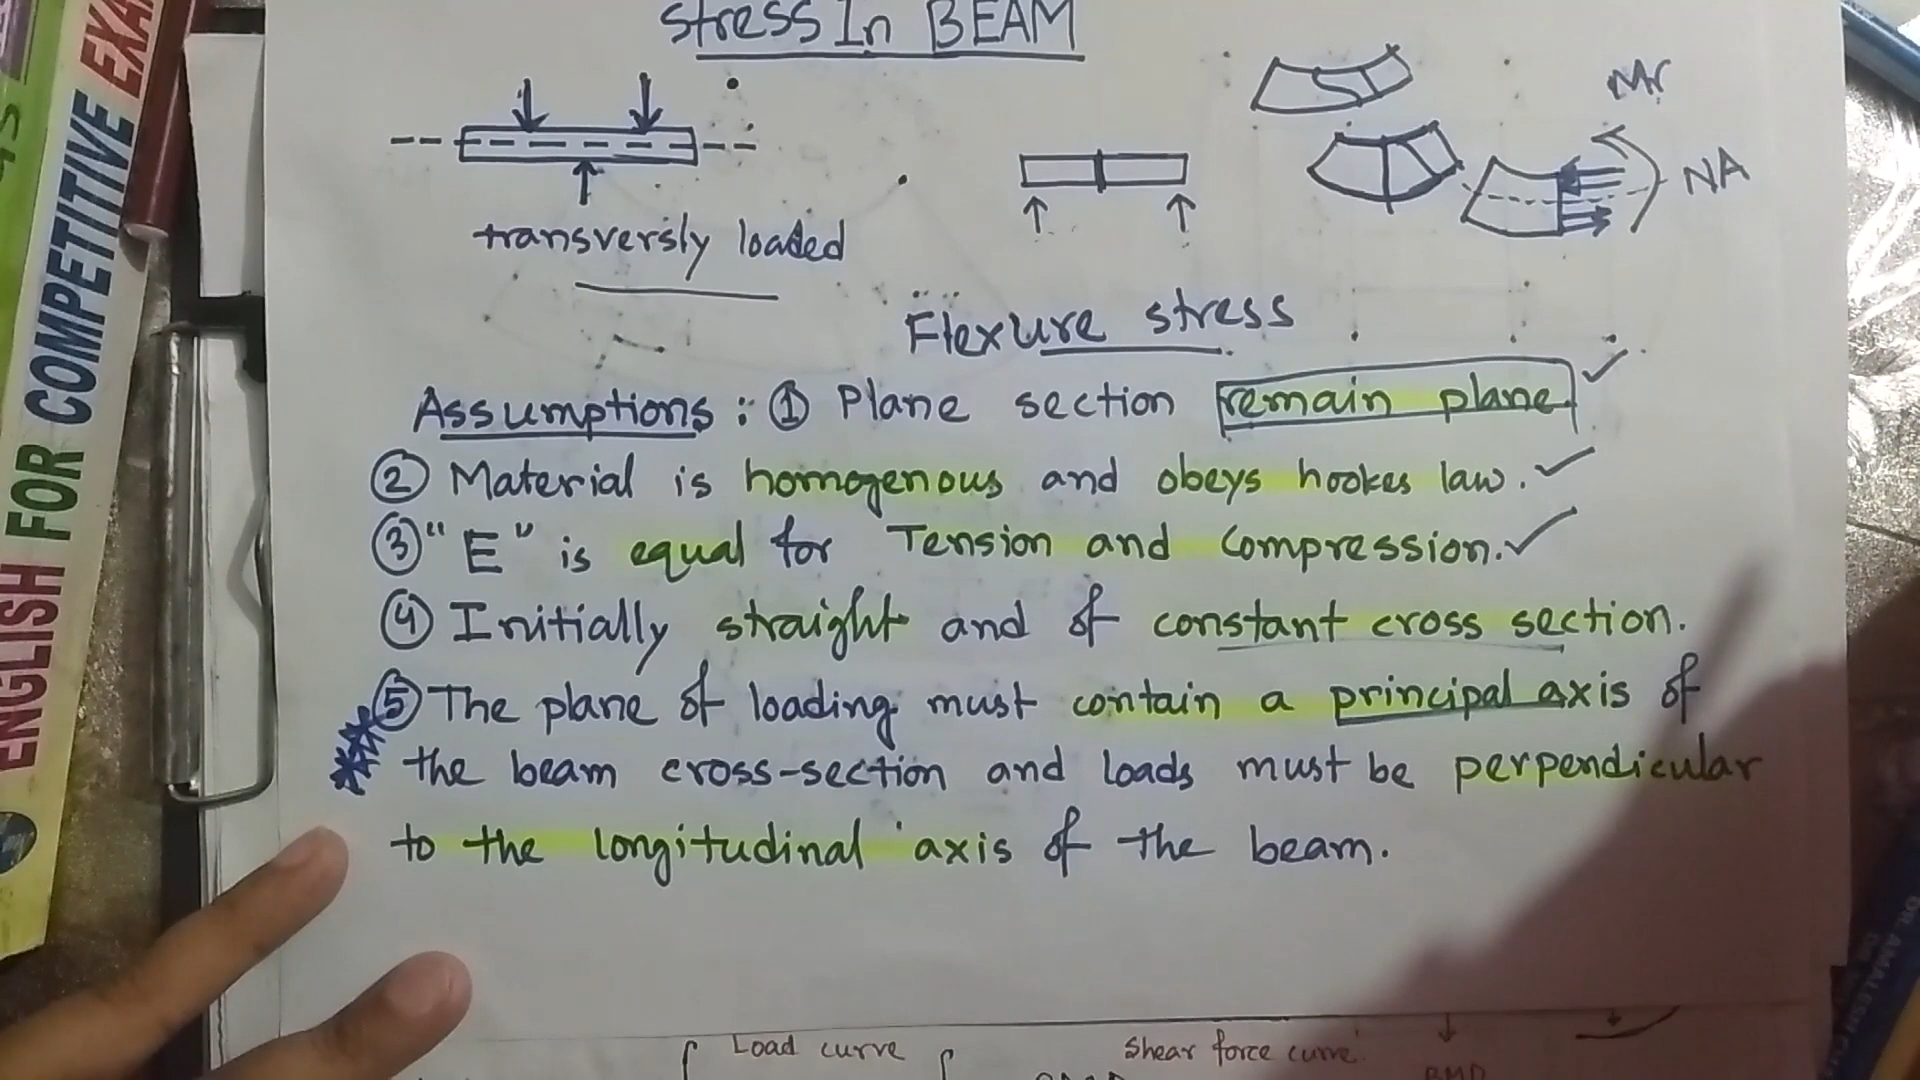 stress In BEAM
Mr
NA
transversly loaded
Flexure stress
Assumptions : ① Plane section remain plane.
② Material is homogenous and obeys hookes law.
③ "E" is equal for Tension and compression.
④ Initially straight and of constant cross section.
⑤ The plane of loading must contain a principal axis of
the beam cross-section and loads must be perpendicular
to the longitudinal axis of the beam.
Load curve
Shear force curve
BMD
ENGLISH FOR COMPETITIVE EXA
DR. AMALESH